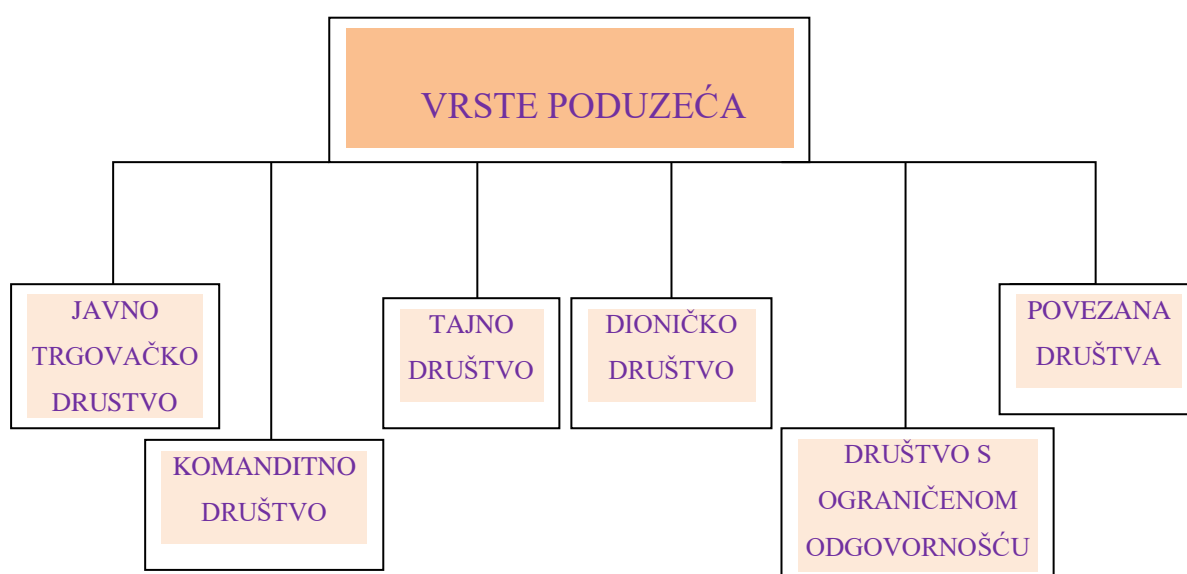 VRSTE PODUZEĆA
JAVNO
TRGOVAČKO
DRUSTVO
KOMANDITNO
DRUŠTVO
TAJNO
DRUŠTVO
DIONIČKO
DRUŠTVO
DRUŠTVO S
OGRANIČENOM
ODGOVORNOŠĆU
POVEZANA
DRUŠTVA